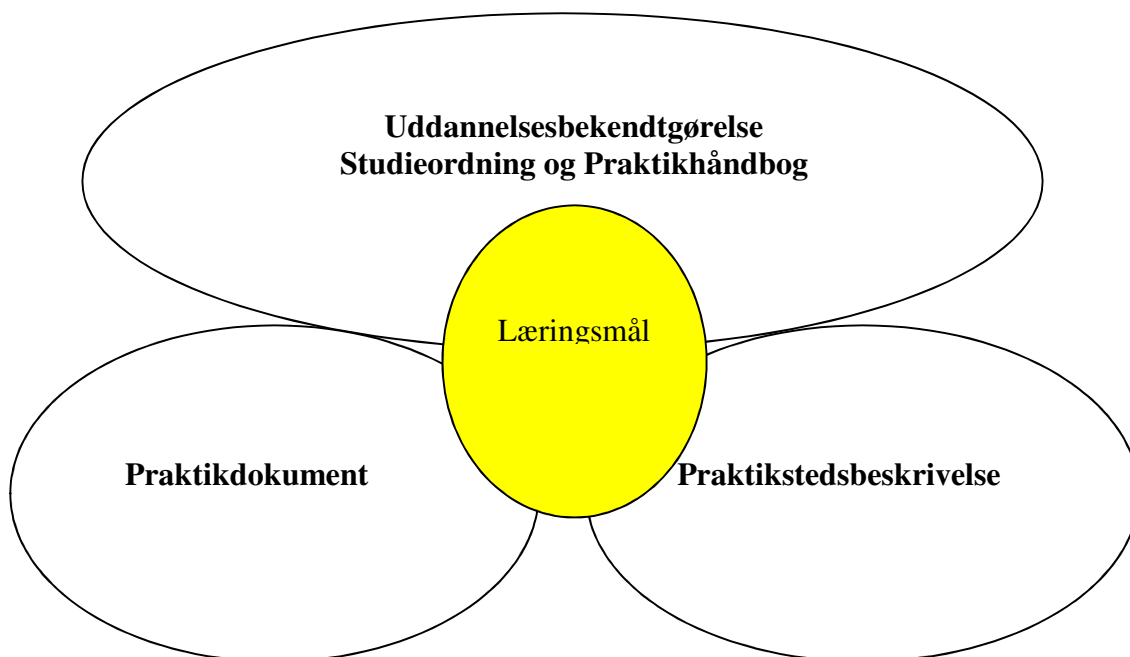 Uddannelsesbekendtgørelse
Studieordning og Praktikhåndbog
Læringsmål
Praktikdokument
Praktikstedsbeskrivelse